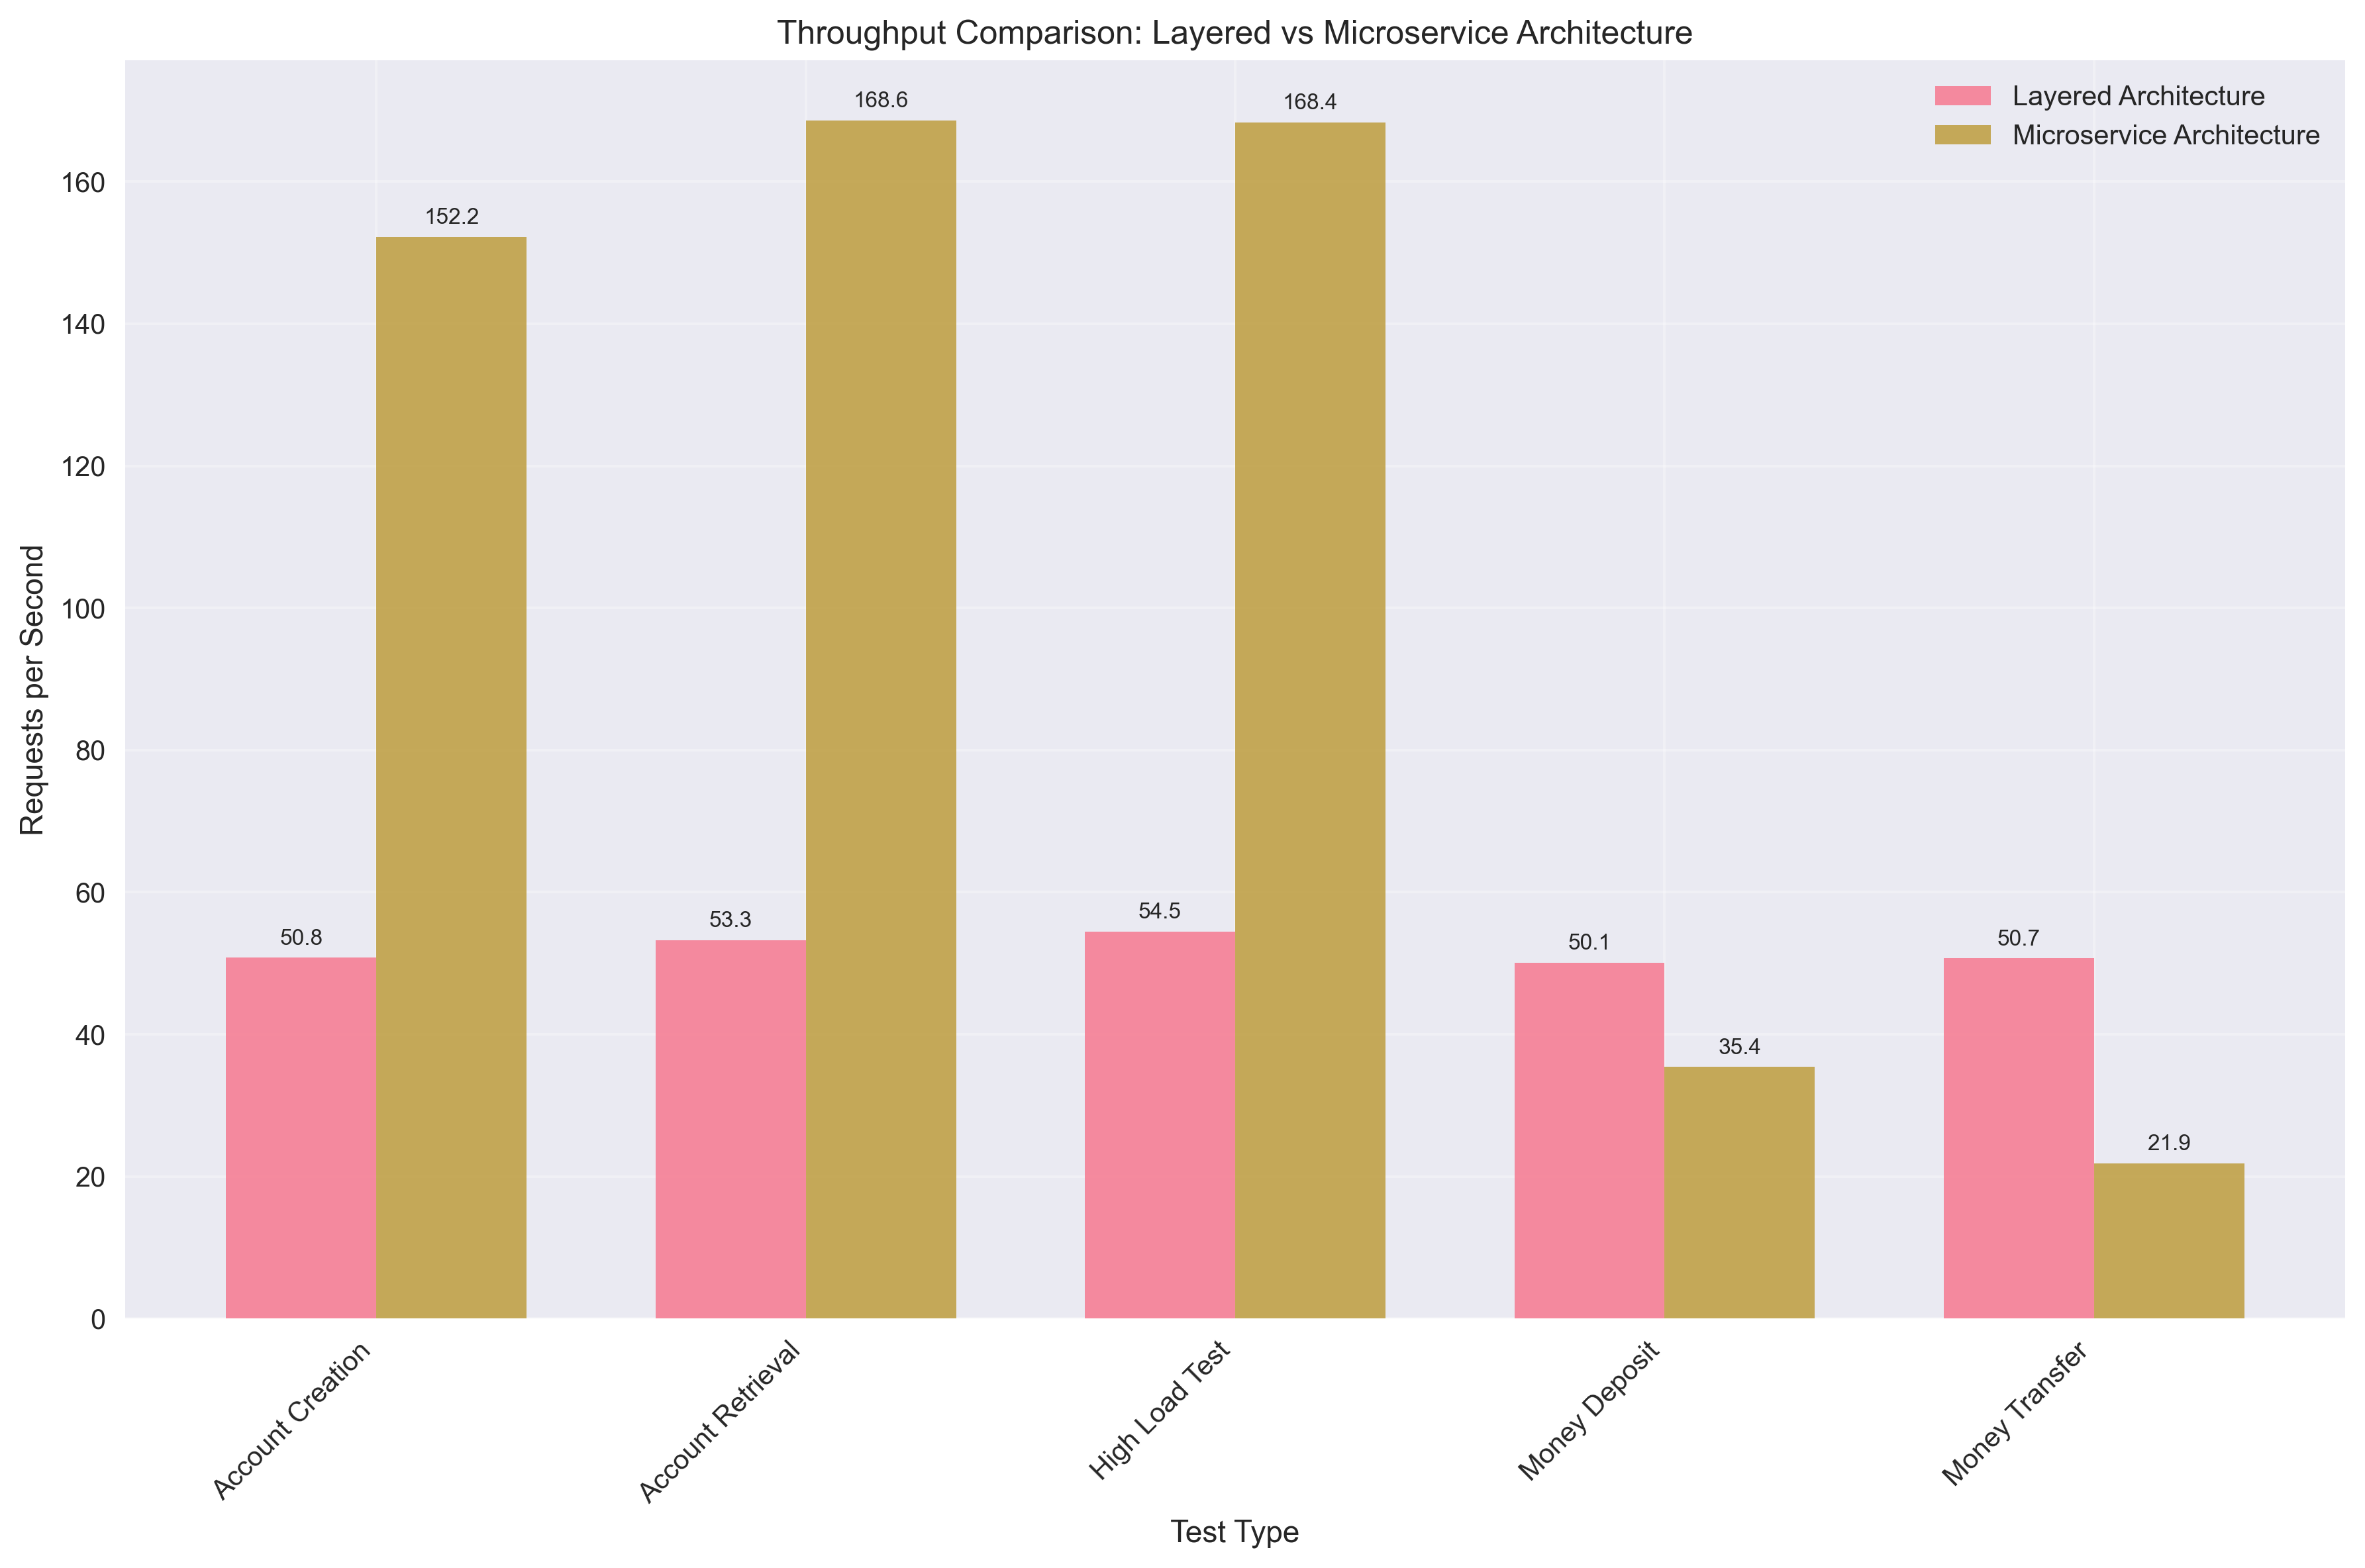 Throughput Comparison: Layered vs Microservice Architecture
Layered Architecture
Microservice Architecture
Requests per Second
160
140
120
100
80
60
40
20
0
50.8
152.2
53.3
168.6
54.5
168.4
50.1
35.4
50.7
21.9
Account Creation
Account Retrieval
High Load Test
Money Deposit
Money Transfer
Test Type